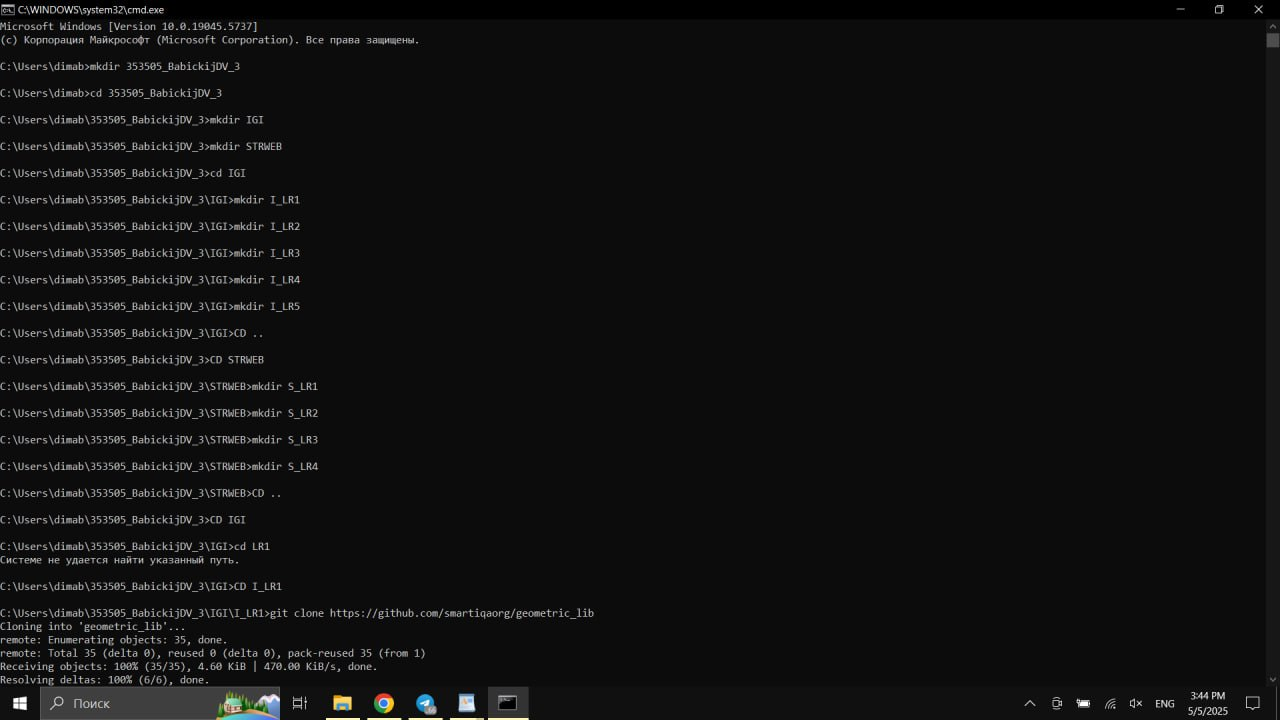 C:\WINDOWS\system32\cmd.exe
Microsoft Windows [Version 10.0.19045.5737]
(c) Корпорация Майкрософт (Microsoft Corporation). Все права защищены.
C:\Users\dimab>mkdir 353505_BabickijDV_3
C:\Users\dimab>cd 353505_BabickijDV_3
C:\Users\dimab\353505_BabickijDV_3>mkdir IGI
C:\Users\dimab\353505_BabickijDV_3>mkdir STRWEB
C:\Users\dimab\353505_BabickijDV_3>cd IGI
C:\Users\dimab\353505_BabickijDV_3\IGI>mkdir I_LR1
C:\Users\dimab\353505_BabickijDV_3\IGI>mkdir I_LR2
C:\Users\dimab\353505_BabickijDV_3\IGI>mkdir I_LR3
C:\Users\dimab\353505_BabickijDV_3\IGI>mkdir I_LR4
C:\Users\dimab\353505_BabickijDV_3\IGI>mkdir I_LR5
C:\Users\dimab\353505_BabickijDV_3\IGI>CD ..
C:\Users\dimab\353505_BabickijDV_3>CD STRWEB
C:\Users\dimab\353505_BabickijDV_3\STRWEB>mkdir S_LR1
C:\Users\dimab\353505_BabickijDV_3\STRWEB>mkdir S_LR2
C:\Users\dimab\353505_BabickijDV_3\STRWEB>mkdir S_LR3
C:\Users\dimab\353505_BabickijDV_3\STRWEB>mkdir S_LR4
C:\Users\dimab\353505_BabickijDV_3\STRWEB>CD ..
C:\Users\dimab\353505_BabickijDV_3>CD IGI
C:\Users\dimab\353505_BabickijDV_3\IGI>cd LR1
Системе не удается найти указанный путь.
C:\Users\dimab\353505_BabickijDV_3\IGI>CD I_LR1
C:\Users\dimab\353505_BabickijDV_3\IGI\I_LR1>git clone https://github.com/smartiqaorg/geometric_lib
Cloning into 'geometric_lib'...
remote: Enumerating objects: 35, done.
remote: Total 35 (delta 0), reused 0 (delta 0), pack-reused 35 (from 1)
Receiving objects: 100% (35/35), 4.60 KiB | 470.00 KiB/s, done.
Resolving deltas: 100% (6/6), done.
Поиск
ENG
3:44 PM
5/5/2025